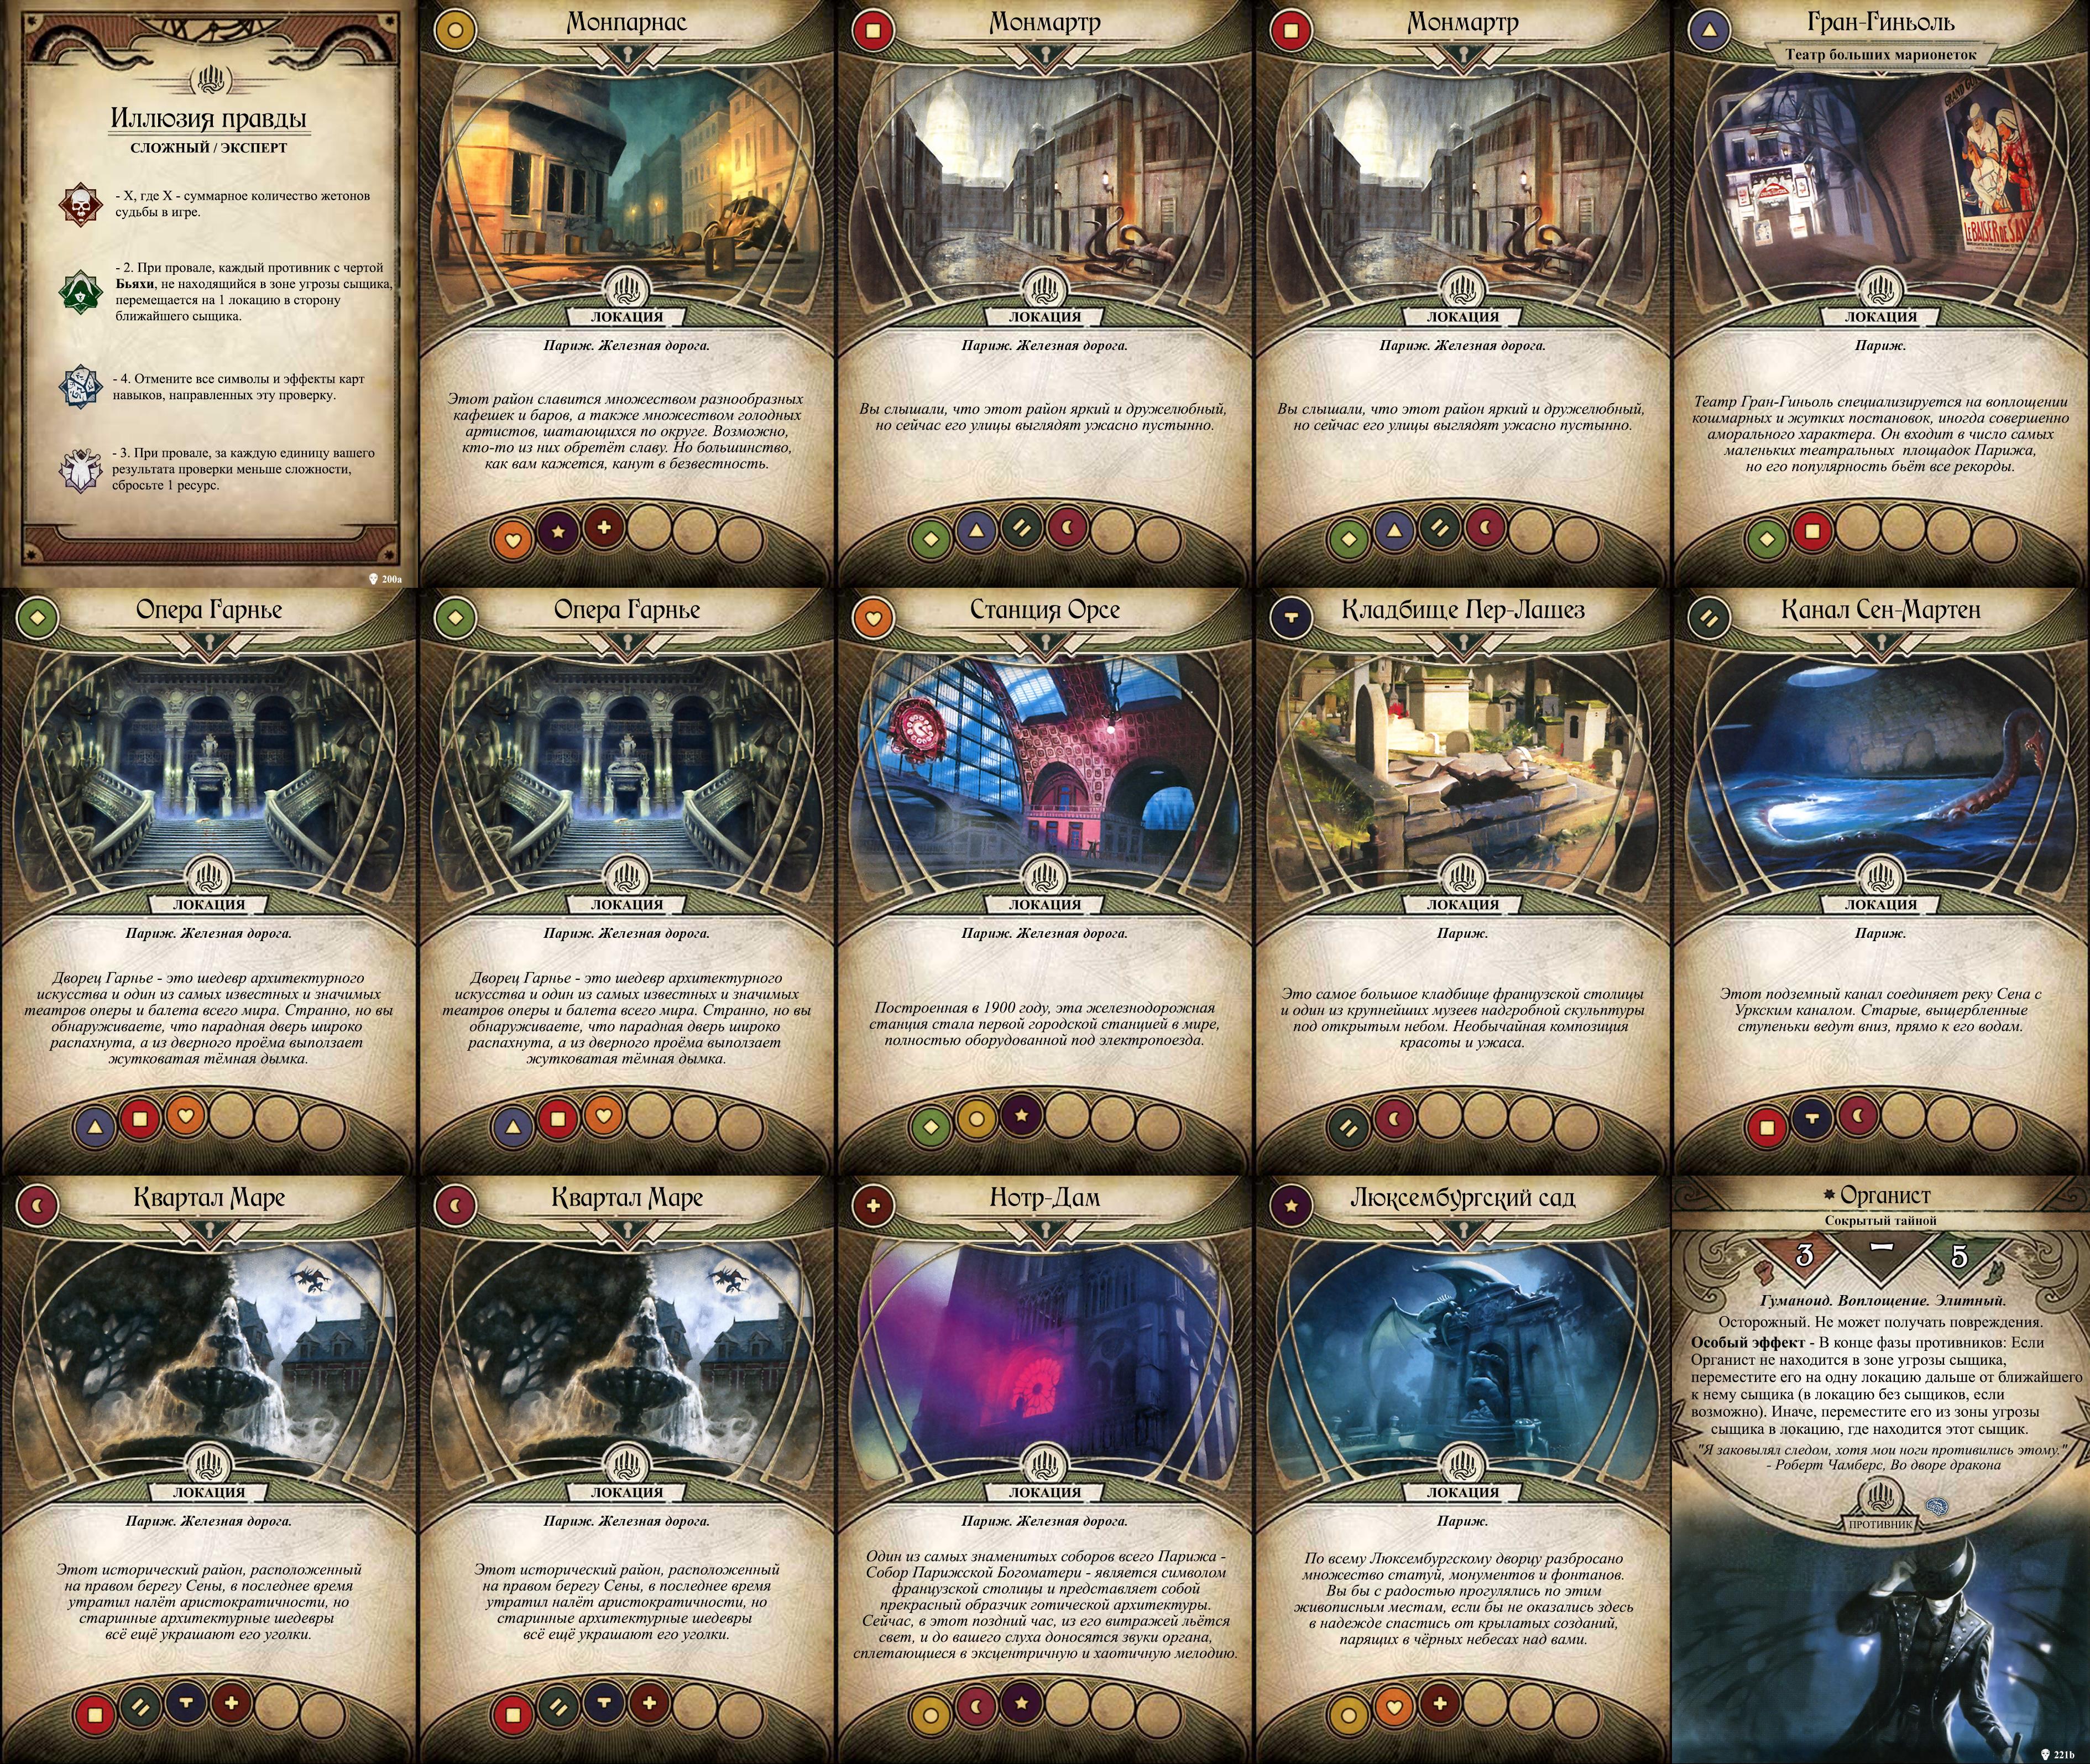 Иллюзия правды
СЛОЖНЫЙ / ЭКСПЕРТ
- X, где X - суммарное количество жетонов
судьбы в игре.
- 2. При провале, каждый противник с чертой
Бьяхи, не находящийся в зоне угрозы сыщика,
перемещается на 1 локацию в сторону
ближайшего сыщика.
- 4. Отмените все символы и эффекты карт
навыков, направленных эту проверку.
- 3. При провале, за каждую единицу вашего
результата проверки меньше сложности,
сбросьте 1 ресурс.
200a
Монпарнас
ЛОКАЦИЯ
Париж. Железная дорога.
Этот район славится множеством разнообразных
кафешек и баров, а также множеством голодных
артистов, шатающихся по округе. Возможно,
кто-то из них обретёт славу. Но большинство,
как вам кажется, канут в безвестность.
Монмартр
ЛОКАЦИЯ
Париж. Железная дорога.
Вы слышали, что этот район яркий и дружелюбный,
но сейчас его улицы выглядят ужасно пустынно.
Монмартр
ЛОКАЦИЯ
Париж. Железная дорога.
Вы слышали, что этот район яркий и дружелюбный,
но сейчас его улицы выглядят ужасно пустынно.
Гран-Гиньоль
Театр больших марионеток
LE BAISER DE
ЛОКАЦИЯ
Париж.
Театр Гран-Гиньоль специализируется на воплощении
кошмарных и жутких постановок, иногда совершенно
аморального характера. Он входит в число самых
маленьких театральных площадок Парижа,
но его популярность бьёт все рекорды.
Опера Гарнье
ЛОКАЦИЯ
Париж. Железная дорога.
Дворец Гарнье - это шедевр архитектурного
искусства и один из самых известных и значимых
театров оперы и балета всего мира. Странно, но вы
обнаруживаете, что парадная дверь широко
распахнута, а из дверного проёма выползает
жутковатая тёмная дымка.
Опера Гарнье
ЛОКАЦИЯ
Париж. Железная дорога.
Дворец Гарнье - это шедевр архитектурного
искусства и один из самых известных и значимых
театров оперы и балета всего мира. Странно, но вы
обнаруживаете, что парадная дверь широко
распахнута, а из дверного проёма выползает
жутковатая тёмная дымка.
Станция Орсе
ЛОКАЦИЯ
Париж. Железная дорога.
Построенная в 1900 году, эта железнодорожная
станция стала первой городской станцией в мире,
полностью оборудованной под электропоезда.
Кладбище Пер-Лашез
ЛОКАЦИЯ
Париж.
Это самое большое кладбище французской столицы
и один из крупнейших музеев надгробной скульптуры
под открытым небом. Необычайная композиция
красоты и ужаса.
Канал Сен-Мартен
ЛОКАЦИЯ
Париж.
Этот подземный канал соединяет реку Сена с
Уркским каналом. Старые, выщербленные
ступеньки ведут вниз, прямо к его водам.
Квартал Маре
ЛОКАЦИЯ
Париж. Железная дорога.
Этот исторический район, расположенный
на правом берегу Сены, в последнее время
утратил налёт аристократичности, но
старинные архитектурные шедевры
всё ещё украшают его уголки.
Квартал Маре
ЛОКАЦИЯ
Париж. Железная дорога.
Этот исторический район, расположенный
на правом берегу Сены, в последнее время
утратил налёт аристократичности, но
старинные архитектурные шедевры
всё ещё украшают его уголки.
Нотр-Дам
ЛОКАЦИЯ
Париж. Железная дорога.
Один из самых знаменитых соборов всего Парижа -
Собор Парижской Богоматери - является символом
французской столицы и представляет собой
прекрасный образчик готической архитектуры.
Сейчас, в этот поздний час, из его витражей льётся
свет, и до вашего слуха доносятся звуки органа,
сплетающиеся в эксцентричную и хаотичную мелодию.
Люксембургский сад
ЛОКАЦИЯ
Париж.
По всему Люксембургскому дворцу разбросано
множество статуй, монументов и фонтанов.
Вы бы с радостью прогулялись по этим
живописным местам, если бы не оказались здесь
в надежде спастись от крылатых созданий,
парящих в чёрных небесах над вами.
Органист
Сокрытый тайной
3 – 5
Гуманоид. Воплощение. Элитный.
Осторожный. Не может получать повреждения.
Особый эффект - В конце фазы противников: Если
Органист не находится в зоне угрозы сыщика,
переместите его на одну локацию дальше от ближайшего
к нему сыщика (в локацию без сыщиков, если
возможно). Иначе, переместите его из зоны угрозы
сыщика в локацию, где находится этот сыщик.
"Я заковылял следом, хотя мои ноги противились этому."
- Роберт Чамберс, Во дворе дракона
ПРОТИВНИК
221b